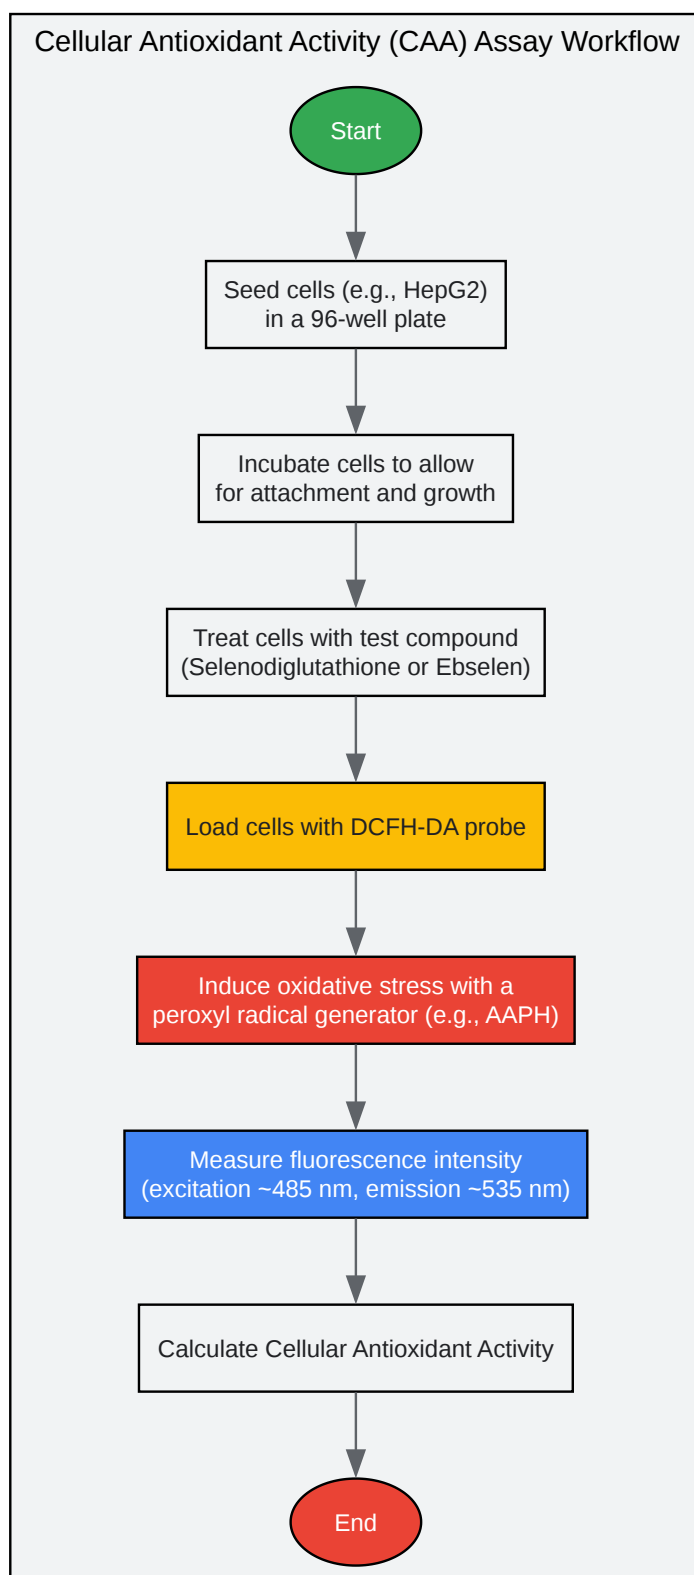 Cellular Antioxidant Activity (CAA) Assay Workflow
Start
Seed cells (e.g., HepG2)
in a 96-well plate
Incubate cells to allow
for attachment and growth
Treat cells with test compound
(Selenodiglutathione or Ebselen)
Load cells with DCFH-DA probe
Induce oxidative stress with a
peroxyl radical generator (e.g., AAPH)
Measure fluorescence intensity
(excitation ~485 nm, emission ~535 nm)
Calculate Cellular Antioxidant Activity
End